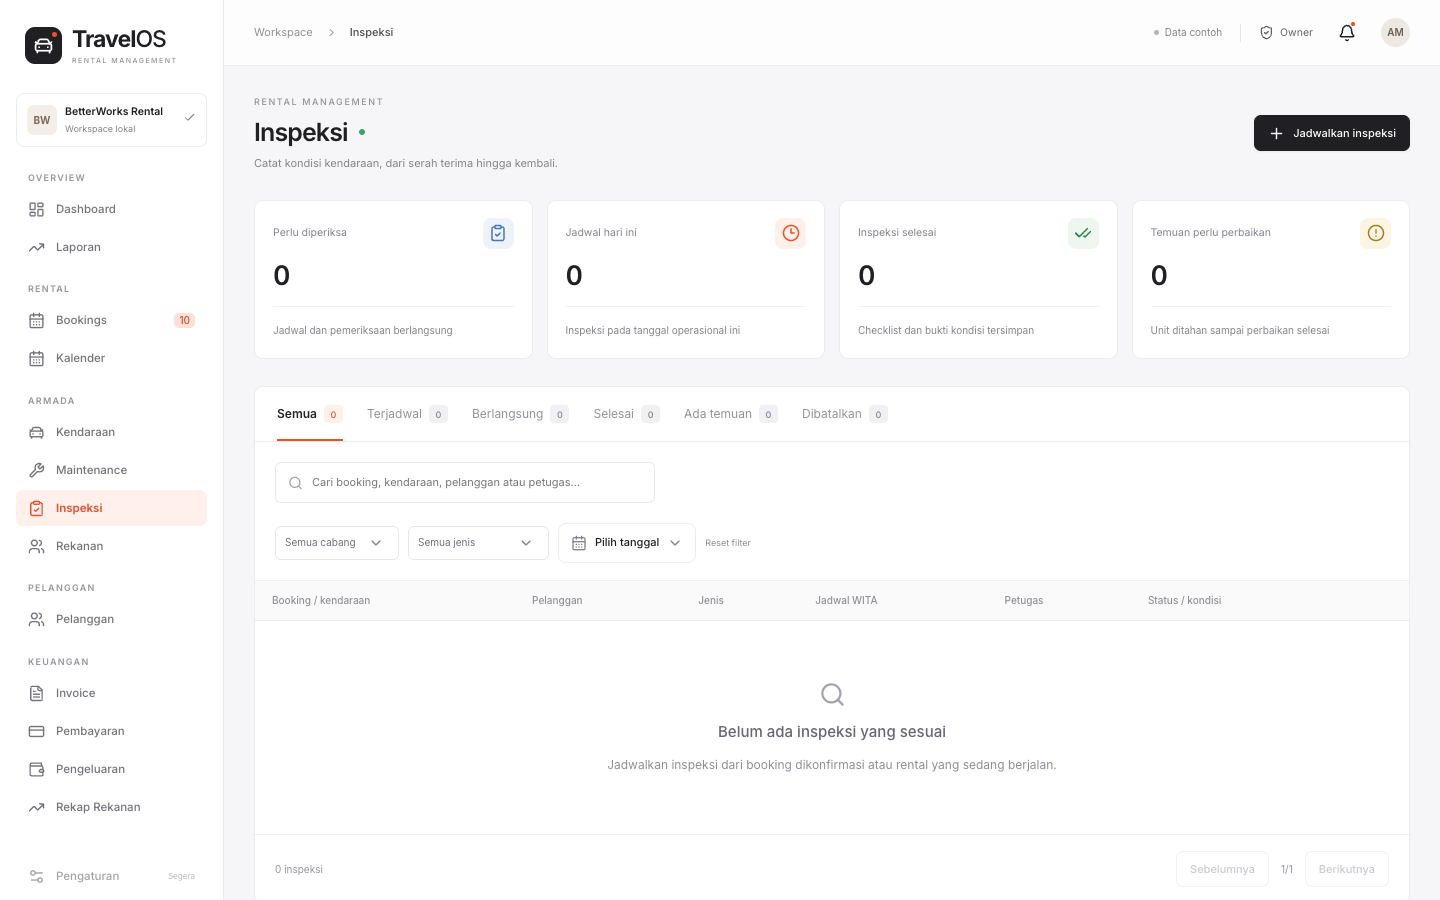 TravelOS
RENTAL MANAGEMENT
BW
BetterWorks Rental
Workspace lokal
OVERVIEW
Dashboard
Laporan
RENTAL
Bookings 10
Kalender
ARMADA
Kendaraan
Maintenance
Inspeksi
Rekanan
PELANGGAN
Pelanggan
KEUANGAN
Invoice
Pembayaran
Pengeluaran
Rekap Rekanan
Pengaturan Segera
Workspace > Inspeksi
Data contoh
Owner
AM
RENTAL MANAGEMENT
Inspeksi
Catat kondisi kendaraan, dari serah terima hingga kembali.
+ Jadwalkan inspeksi
Perlu diperiksa
0
Jadwal dan pemeriksaan berlangsung
Jadwal hari ini
0
Inspeksi pada tanggal operasional ini
Inspeksi selesai
0
Checklist dan bukti kondisi tersimpan
Temuan perlu perbaikan
0
Unit ditahan sampai perbaikan selesai
Semua 0 Terjadwal 0 Berlangsung 0 Selesai 0 Ada temuan 0 Dibatalkan 0
Cari booking, kendaraan, pelanggan atau petugas...
Semua cabang Semua jenis Pilih tanggal Reset filter
Booking / kendaraan Pelanggan Jenis Jadwal WITA Petugas Status / kondisi
Belum ada inspeksi yang sesuai
Jadwalkan inspeksi dari booking dikonfirmasi atau rental yang sedang berjalan.
0 inspeksi
Sebelumnya 1/1 Berikutnya